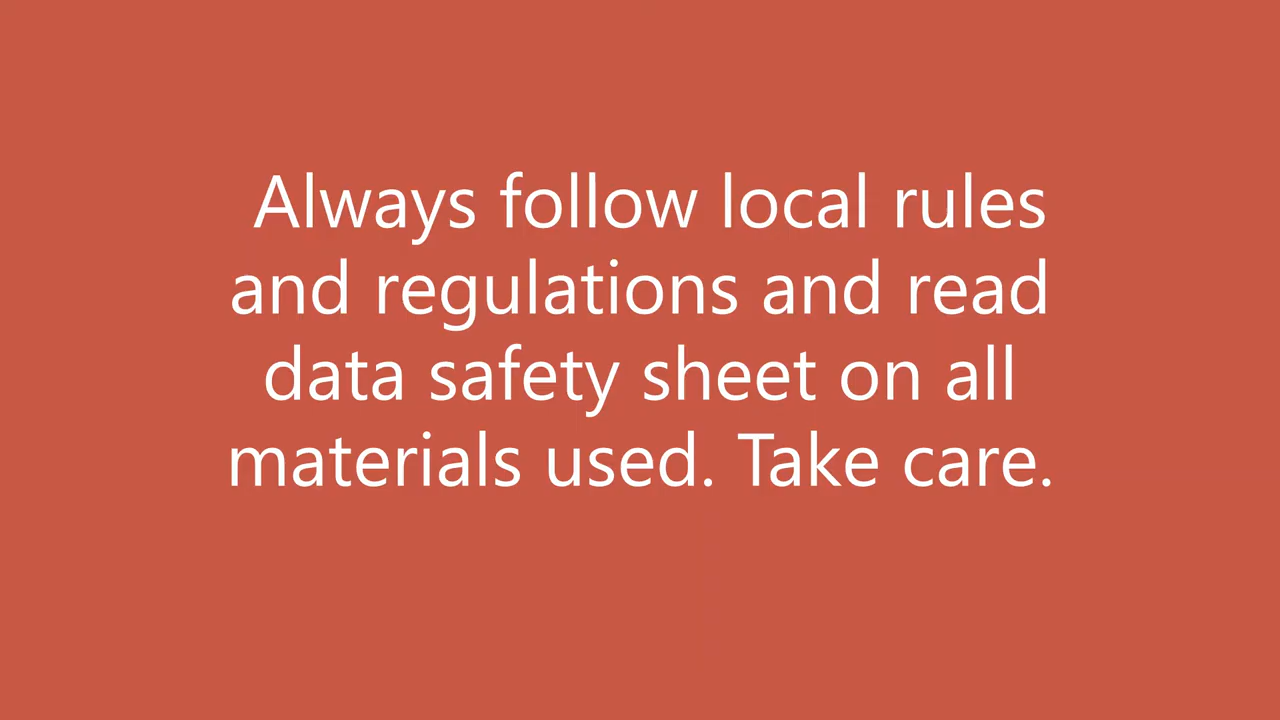 Always follow local rules
and regulations and read
data safety sheet on all
materials used. Take care.